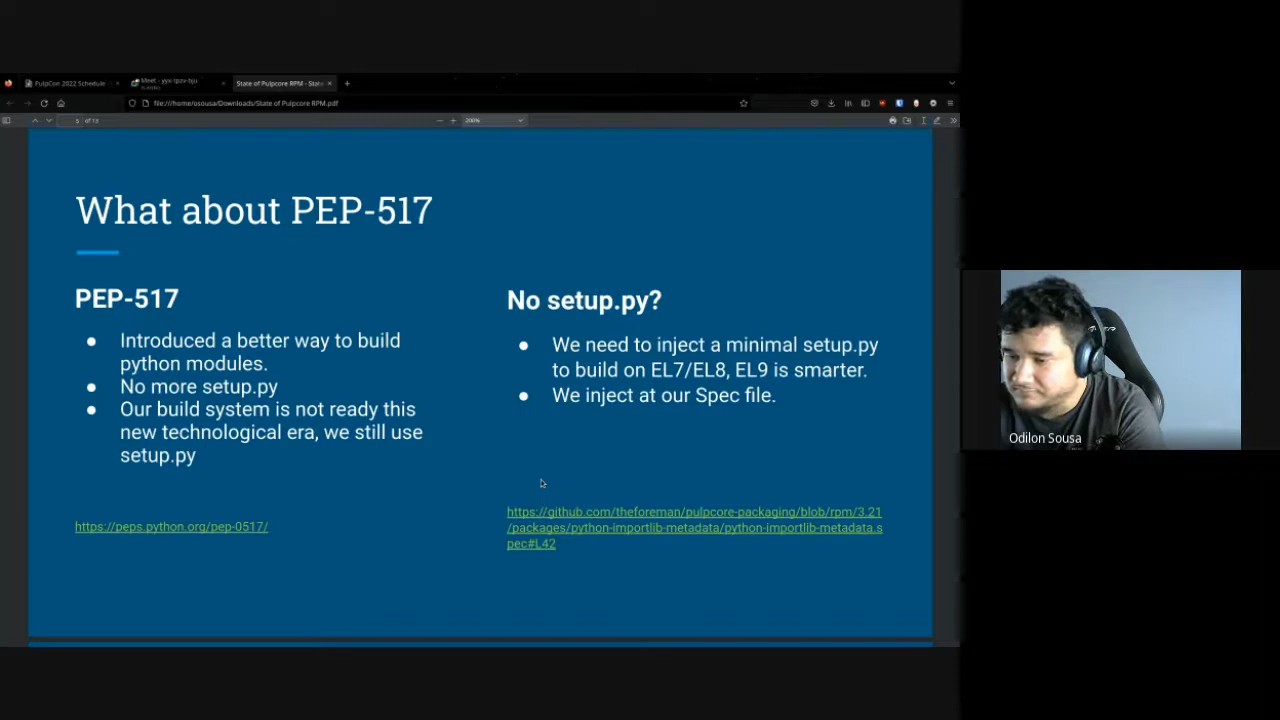 PulpCon 2022 Schedule
Meet - yyx-tpzv-bju
State of Pulpcore RPM - Stat
file:///home/osousa/Downloads/State of Pulpcore RPM.pdf
5 of 13
200%
What about PEP-517
PEP-517
● Introduced a better way to build
python modules.
● No more setup.py
● Our build system is not ready this
new technological era, we still use
setup.py
https://peps.python.org/pep-0517/
No setup.py?
● We need to inject a minimal setup.py
to build on EL7/EL8, EL9 is smarter.
● We inject at our Spec file.
https://github.com/theforeman/pulpcore-packaging/blob/rpm/3.21
/packages/python-importlib-metadata/python-importlib-metadata.s
pec#L42
Odilon Sousa